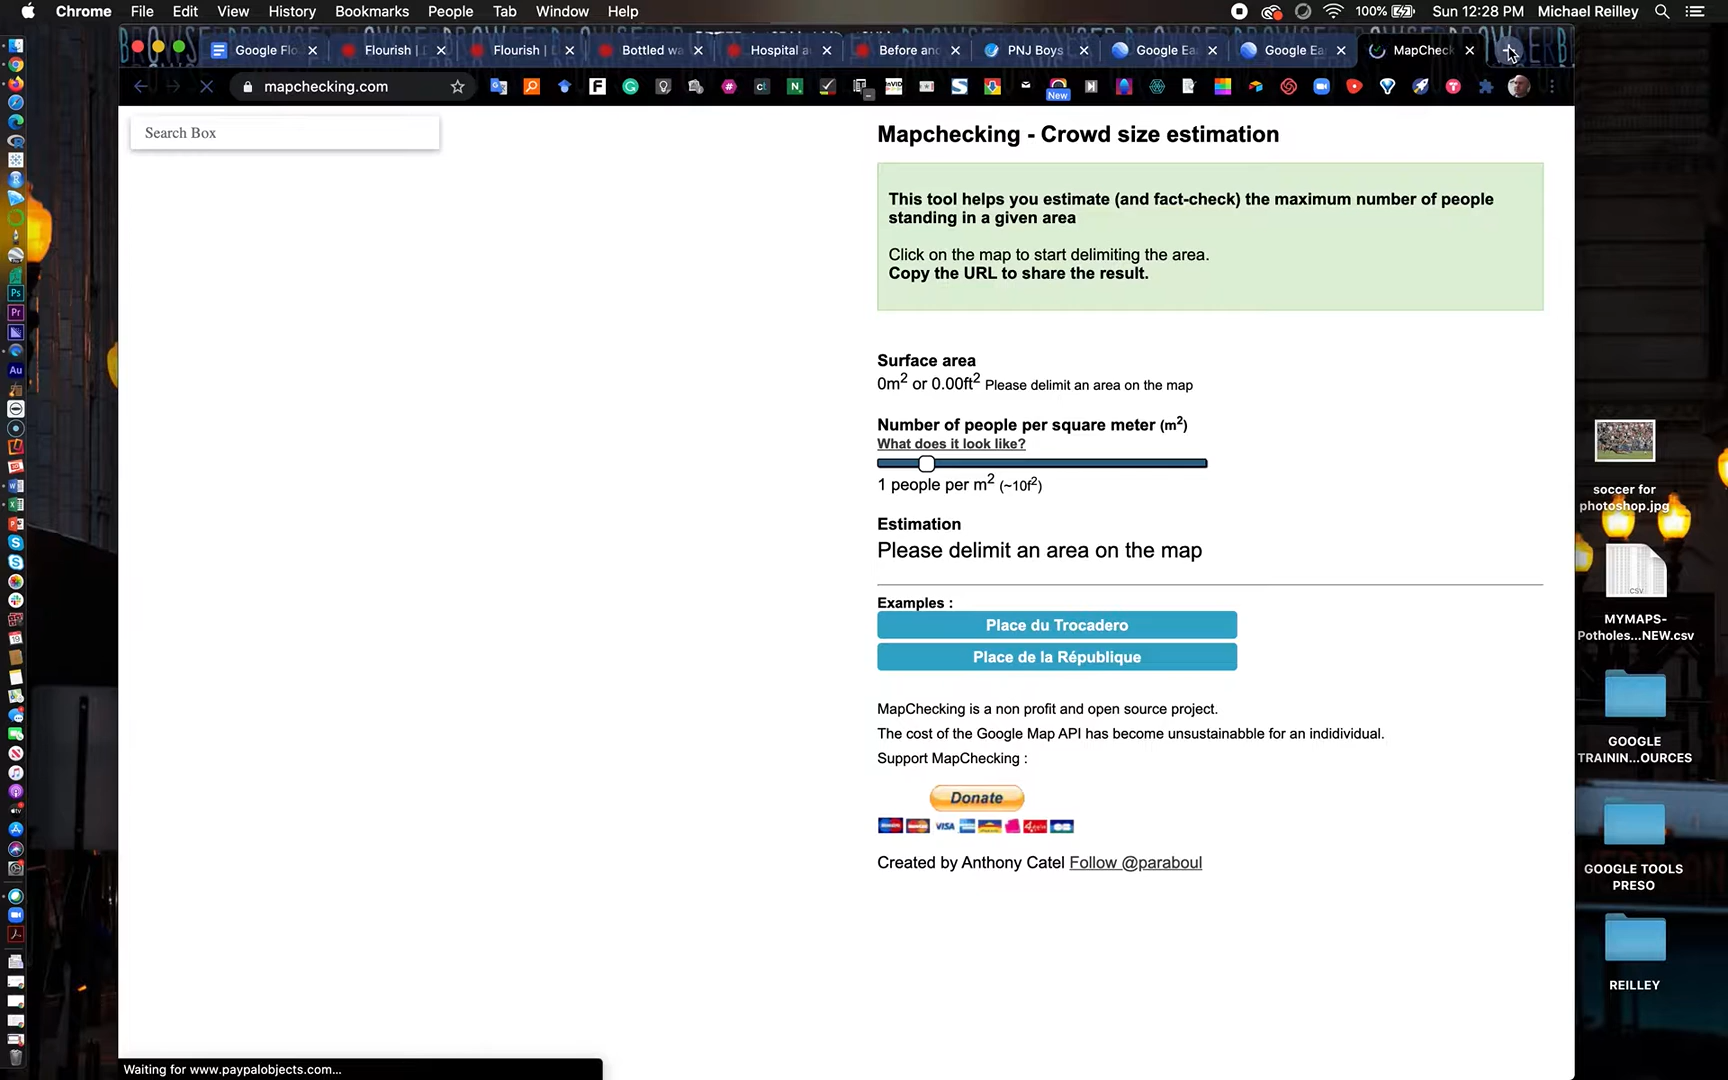 Chrome File Edit View History Bookmarks People Tab Window Help 100% Sun 12:28 PM Michael Reilley
Google Flo Flourish | Flourish | Bottled wa Hospital a Before and PNJ Boys Google Ea Google Ea MapCheck
mapchecking.com
New
Search Box
Mapchecking - Crowd size estimation
This tool helps you estimate (and fact-check) the maximum number of people
standing in a given area
Click on the map to start delimiting the area.
Copy the URL to share the result.
Surface area
0m² or 0.00ft² Please delimit an area on the map
Number of people per square meter (m²)
What does it look like?
1 people per m² (~10f²)
Estimation
Please delimit an area on the map
Examples :
Place du Trocadero
Place de la République
MapChecking is a non profit and open source project.
The cost of the Google Map API has become unsustainabble for an indidividual.
Support MapChecking :
Donate
VISA
Created by Anthony Catel Follow @paraboul
Waiting for www.paypalobjects.com...
soccer for
photoshop.jpg
CSV
MYMAPS-
Potholes...NEW.csv
GOOGLE
TRAININ...OURCES
GOOGLE TOOLS
PRESO
REILLEY
Ps
Pr
Au